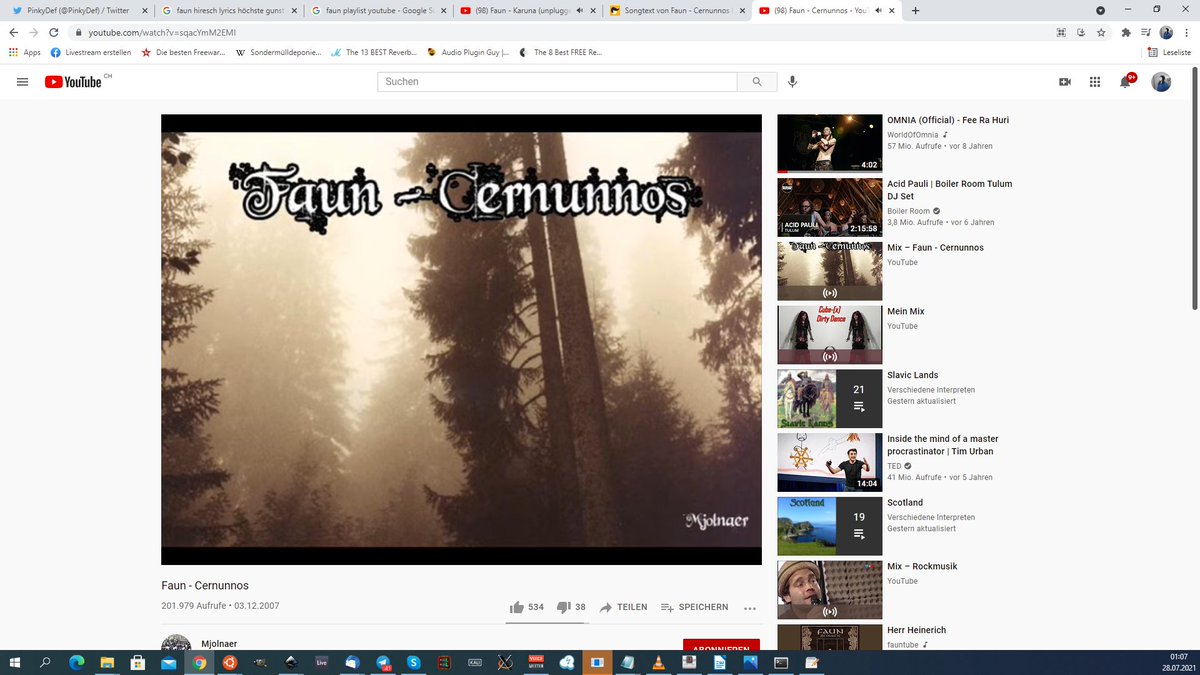 PinkyDef (@PinkyDef) / Twitter
faun hiresch lyrics höchste gunst
faun playlist youtube - Google S
(98) Faun - Karuna (unplugge
Songtext von Faun - Cernunnos
(98) Faun - Cernunnos - You
youtube.com/watch?v=sqacYmM2EMI
Apps
Livestream erstellen
Die besten Freewar...
Sondermülldeponie...
The 13 BEST Reverb...
Audio Plugin Guy |...
The 8 Best FREE Re...
Leseliste
YouTube CH
Suchen
9+
Faun - Cernunnos
Mjolnaer
Faun - Cernunnos
201.979 Aufrufe • 03.12.2007
534
38
TEILEN
SPEICHERN
Mjolnaer
ABONNIEREN
4:02
OMNIA (Official) - Fee Ra Huri
WorldOfOmnia
57 Mio. Aufrufe • vor 8 Jahren
ACID PAULI
TULUM
2:15:58
Acid Pauli | Boiler Room Tulum
DJ Set
Boiler Room
3,8 Mio. Aufrufe • vor 6 Jahren
Faun - Cernunnos
Mix – Faun - Cernunnos
YouTube
Cube-(x)
Dirty Dance
Mein Mix
YouTube
Slavic Lands
21
Slavic Lands
Verschiedene Interpreten
Gestern aktualisiert
14:04
Inside the mind of a master
procrastinator | Tim Urban
TED
41 Mio. Aufrufe • vor 5 Jahren
Scotland
19
Scotland
Verschiedene Interpreten
Gestern aktualisiert
Mix – Rockmusik
YouTube
FAUN
Herr Heinerich
fauntube
Live
01:07
28.07.2021